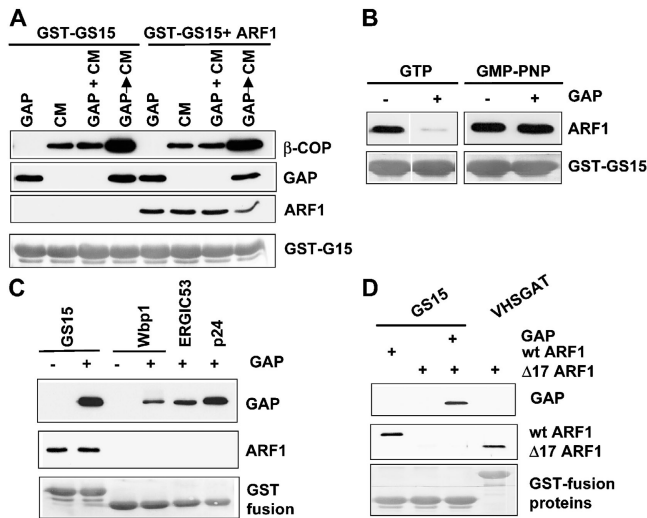 A
GST-GS15
GST-GS15+ ARF1
GAP
CM
GAP + CM
GAP→CM
GAP
CM
GAP + CM
GAP→CM
β-COP
GAP
ARF1
GST-G15
B
GTP
GMP-PNP
- + - + GAP
ARF1
GST-GS15
C
GS15
Wbp1
ERGIC53
p24
- + - + + + GAP
GAP
ARF1
GST
fusion
D
GS15
VHSGAT
+ GAP
+ wt ARF1
+ + + Δ17 ARF1
GAP
wt ARF1
Δ17 ARF1
GST-fusion
proteins